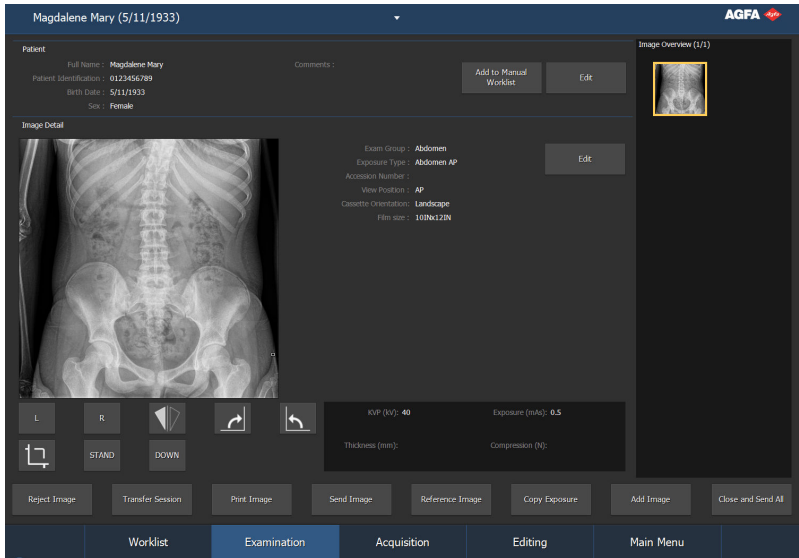 Magdalene Mary (5/11/1933)
AGFA
Patient
Full Name : Magdalene Mary
Patient Identification : 0123456789
Birth Date : 5/11/1933
Sex : Female
Comments :
Add to Manual
Worklist
Edit
Image Overview (1/1)
Image Detail
Exam Group : Abdomen
Exposure Type : Abdomen AP
Accession Number :
View Position : AP
Cassette Orientation: Landscape
Film size : 10INx12IN
Edit
L
R
STAND
DOWN
KVP (kV): 40
Exposure (mAs): 0.5
Thickness (mm):
Compression (N):
Reject Image
Transfer Session
Print Image
Send Image
Reference Image
Copy Exposure
Add Image
Close and Send All
Worklist
Examination
Acquisition
Editing
Main Menu